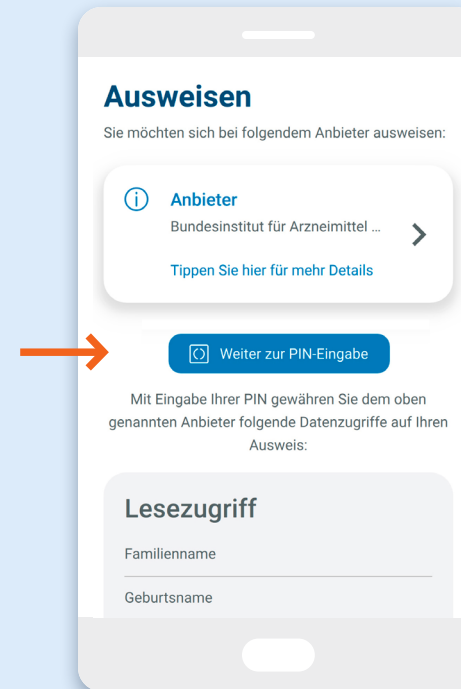 Ausweisen
Sie möchten sich bei folgendem Anbieter ausweisen:
Anbieter
Bundesinstitut für Arzneimittel ...
Tippen Sie hier für mehr Details
Weiter zur PIN-Eingabe
Mit Eingabe Ihrer PIN gewähren Sie dem oben
genannten Anbieter folgende Datenzugriffe auf Ihren
Ausweis:
Lesezugriff
Familienname
Geburtsname